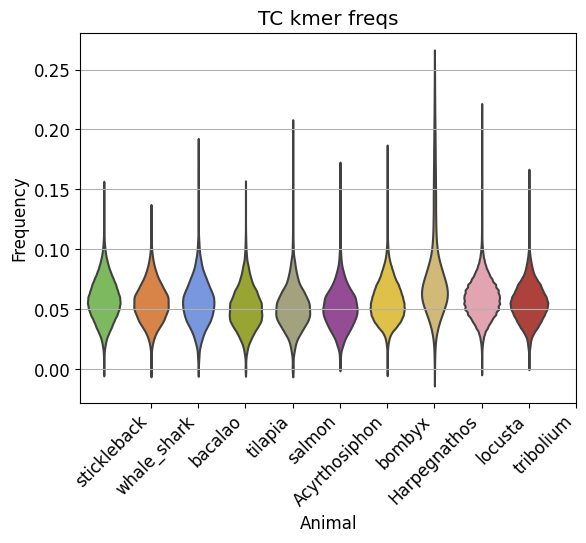 TC kmer freqs
Frequency
0.25
0.20
0.15
0.10
0.05
0.00
stickleback
whale_shark
bacalao
tilapia
salmon
Acyrthosiphon
bombyx
Harpegnathos
locusta
tribolium
Animal